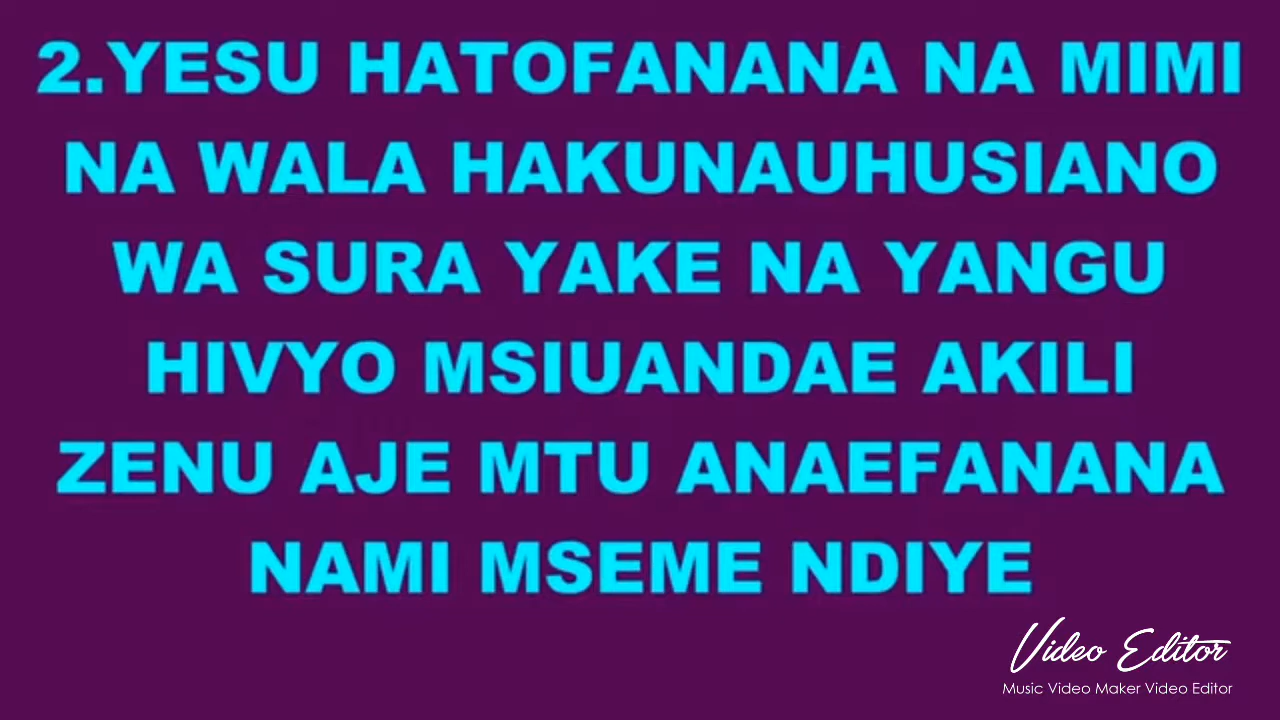 2.YESU HATOFANANA NA MIMI
NA WALA HAKUNAUHUSIANO
WA SURA YAKE NA YANGU
HIVYO MSIUANDAE AKILI
ZENU AJE MTU ANAEFANANA
NAMI MSEME NDIYE
Video Editor
Music Video Maker Video Editor